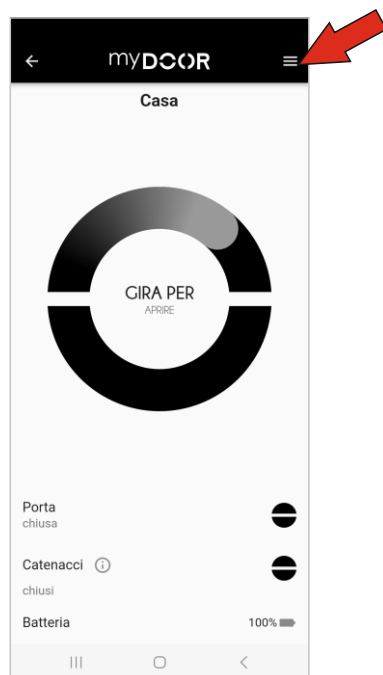 myDOOR
Casa
GIRA PER
APRIRE
Porta
chiusa
Catenacci
chiusi
Batteria
100%